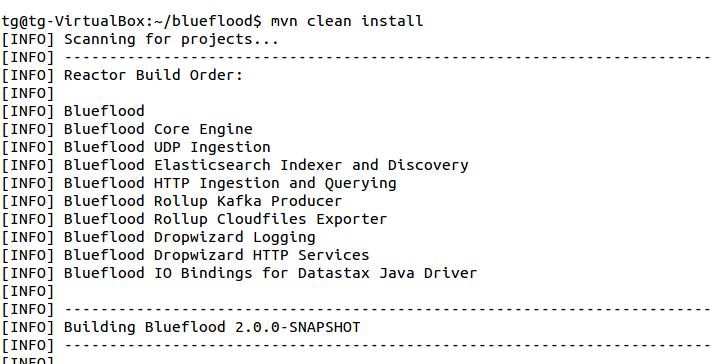 tg@tg-VirtualBox:~/blueflood$ mvn clean install
[INFO] Scanning for projects...
[INFO] ------------------------------------------------------------------------
[INFO] Reactor Build Order:
[INFO]
[INFO] Blueflood
[INFO] Blueflood Core Engine
[INFO] Blueflood UDP Ingestion
[INFO] Blueflood Elasticsearch Indexer and Discovery
[INFO] Blueflood HTTP Ingestion and Querying
[INFO] Blueflood Rollup Kafka Producer
[INFO] Blueflood Rollup Cloudfiles Exporter
[INFO] Blueflood Dropwizard Logging
[INFO] Blueflood Dropwizard HTTP Services
[INFO] Blueflood IO Bindings for Datastax Java Driver
[INFO]
[INFO] ------------------------------------------------------------------------
[INFO] Building Blueflood 2.0.0-SNAPSHOT
[INFO] ------------------------------------------------------------------------
[INFO]